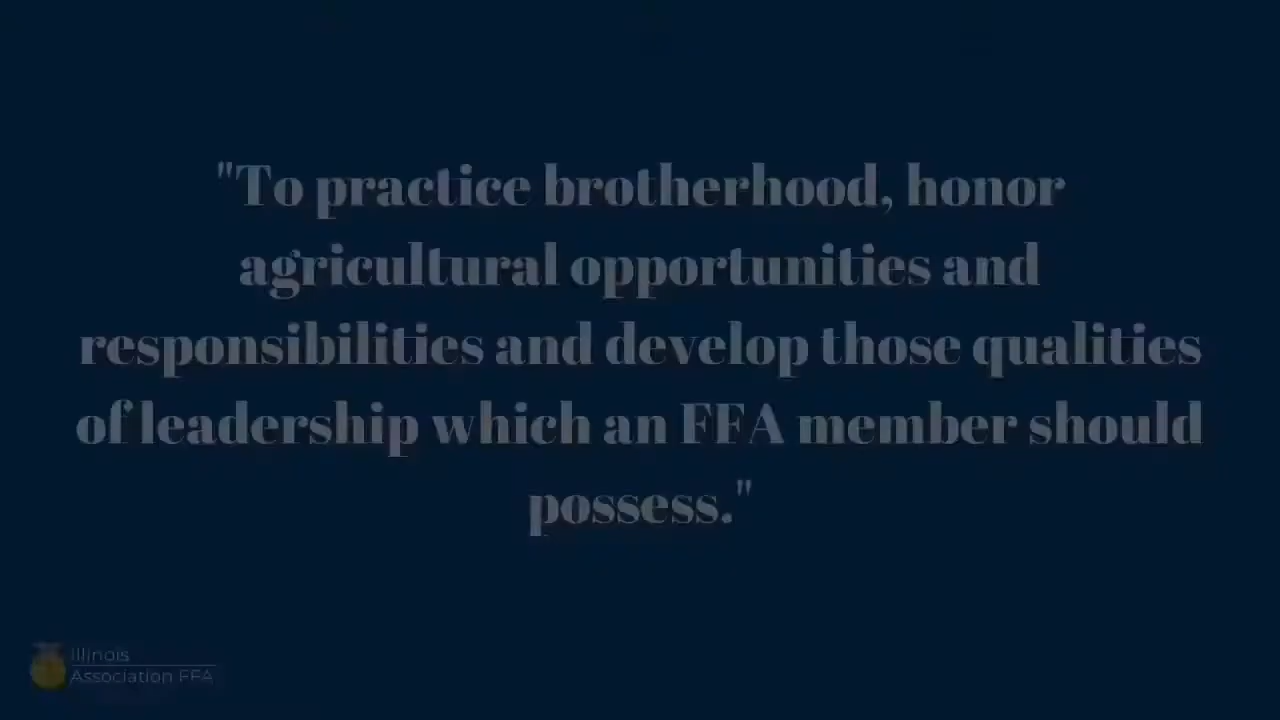 "To practice brotherhood, honor
agricultural opportunities and
responsibilities and develop those qualities
of leadership which an FFA member should
possess."
Illinois
Association FFA